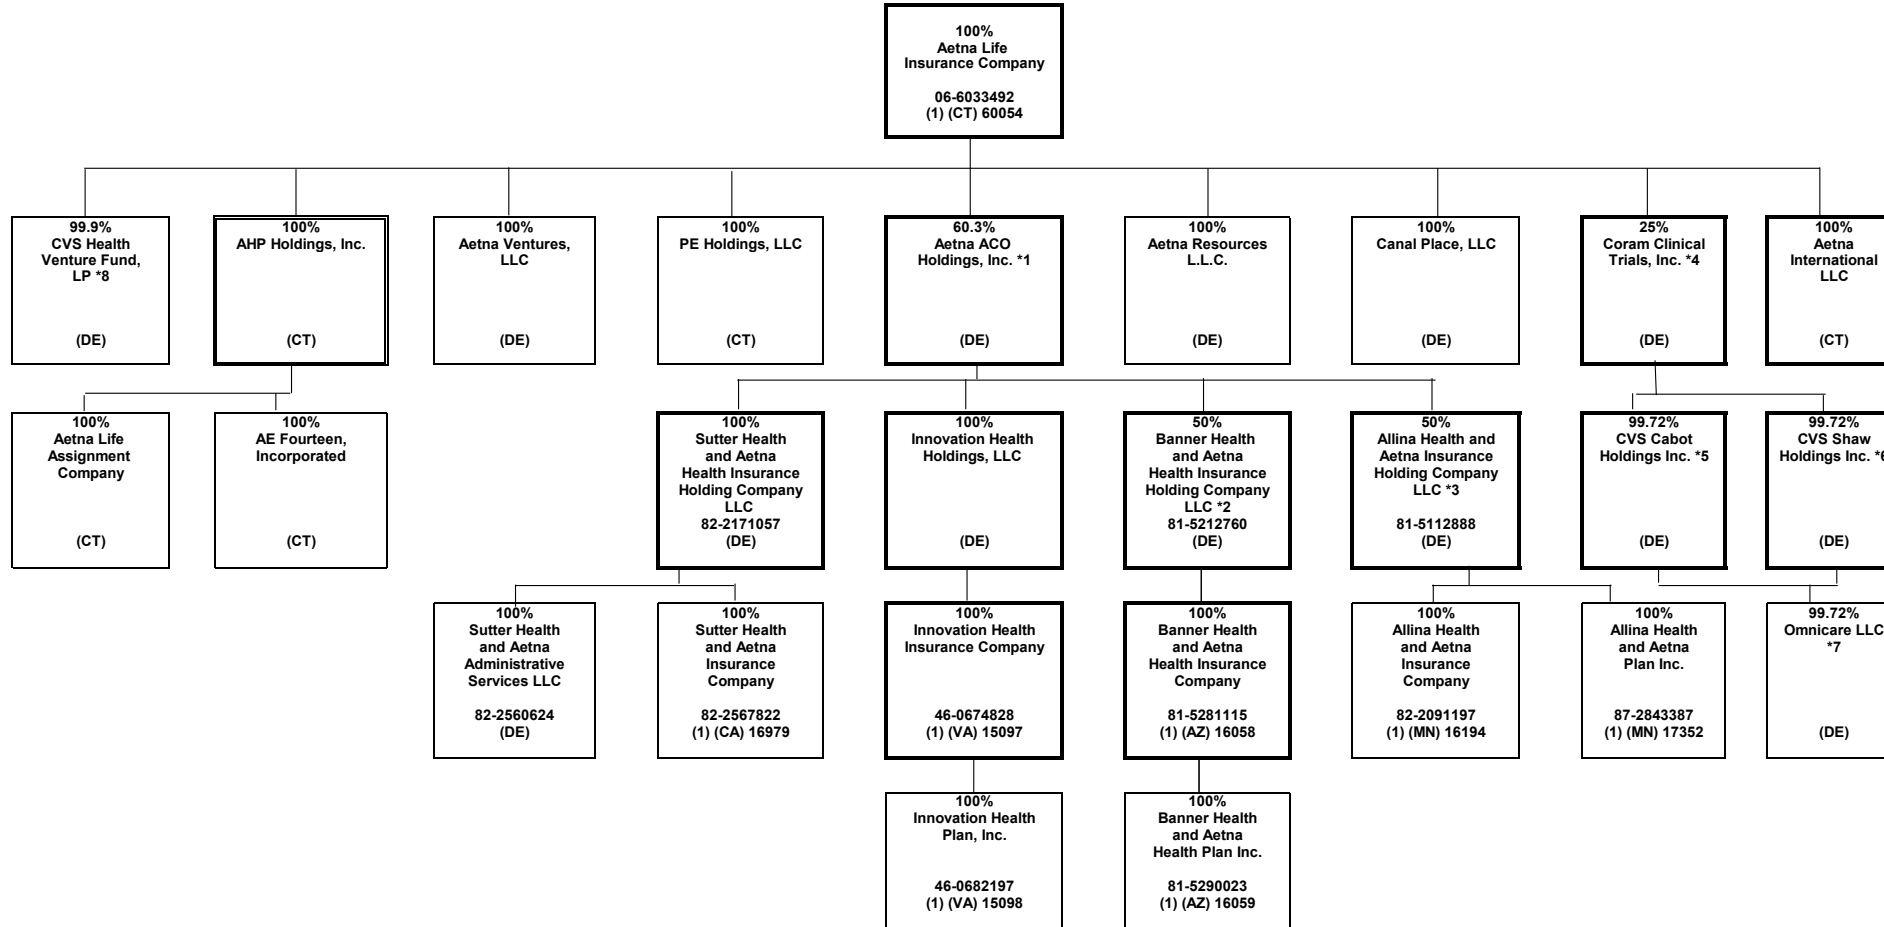 100%
Aetna Life
Insurance Company
06-6033492
(1) (CT) 60054
99.9%
CVS Health
Venture Fund,
LP *8
(DE)
100%
AHP Holdings, Inc.
(CT)
100%
Aetna Ventures,
LLC
(DE)
100%
PE Holdings, LLC
(CT)
60.3%
Aetna ACO
Holdings, Inc. *1
(DE)
100%
Aetna Resources
L.L.C.
(DE)
100%
Canal Place, LLC
(DE)
25%
Coram Clinical
Trials, Inc. *4
(DE)
100%
Aetna
International
LLC
(CT)
100%
Aetna Life
Assignment
Company
(CT)
100%
AE Fourteen,
Incorporated
(CT)
100%
Sutter Health
and Aetna
Health Insurance
Holding Company
LLC
82-2171057
(DE)
100%
Innovation Health
Holdings, LLC
(DE)
50%
Banner Health
and Aetna
Health Insurance
Holding Company
LLC *2
81-5212760
(DE)
50%
Allina Health and
Aetna Insurance
Holding Company
LLC *3
81-5112888
(DE)
99.72%
CVS Cabot
Holdings Inc. *5
(DE)
99.72%
CVS Shaw
Holdings Inc. *6
(DE)
100%
Sutter Health
and Aetna
Administrative
Services LLC
82-2560624
(DE)
100%
Sutter Health
and Aetna
Insurance
Company
82-2567822
(1) (CA) 16979
100%
Innovation Health
Insurance Company
46-0674828
(1) (VA) 15097
100%
Banner Health
and Aetna
Health Insurance
Company
81-5281115
(1) (AZ) 16058
100%
Allina Health
and Aetna
Insurance
Company
82-2091197
(1) (MN) 16194
100%
Allina Health
and Aetna
Plan Inc.
87-2843387
(1) (MN) 17352
99.72%
Omnicare LLC
*7
(DE)
100%
Innovation Health
Plan, Inc.
46-0682197
(1) (VA) 15098
100%
Banner Health
and Aetna
Health Plan Inc.
81-5290023
(1) (AZ) 16059